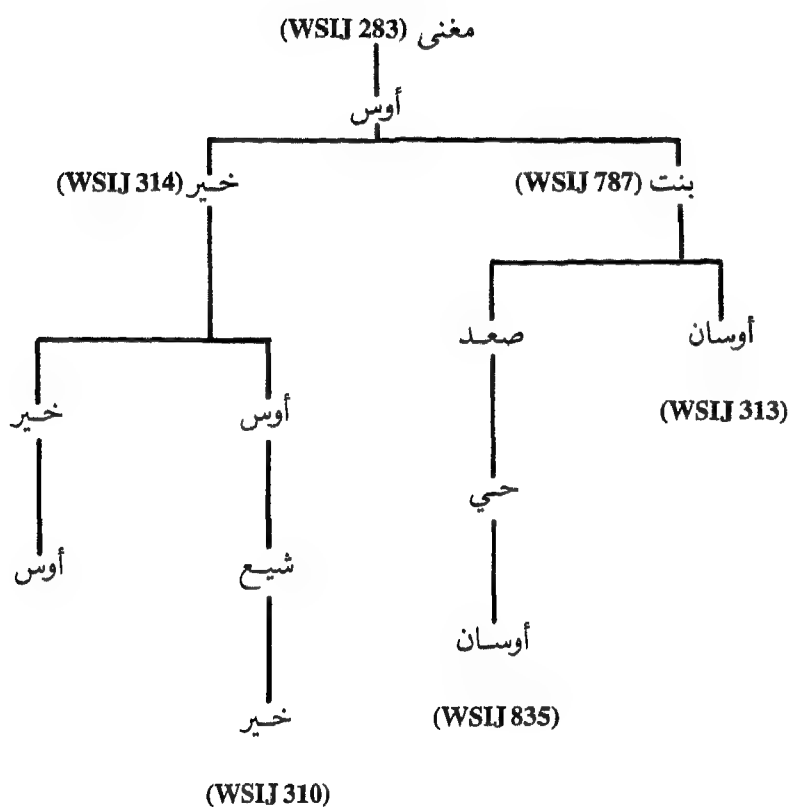 مغنى (WSIJ 283)
أوس
بنت (WSIJ 787) خير (WSIJ 314)
أوسان صعد
(WSIJ 313)
أوس خير
حي
شيع أوس
أوسان
(WSIJ 835)
خير
(WSIJ 310)